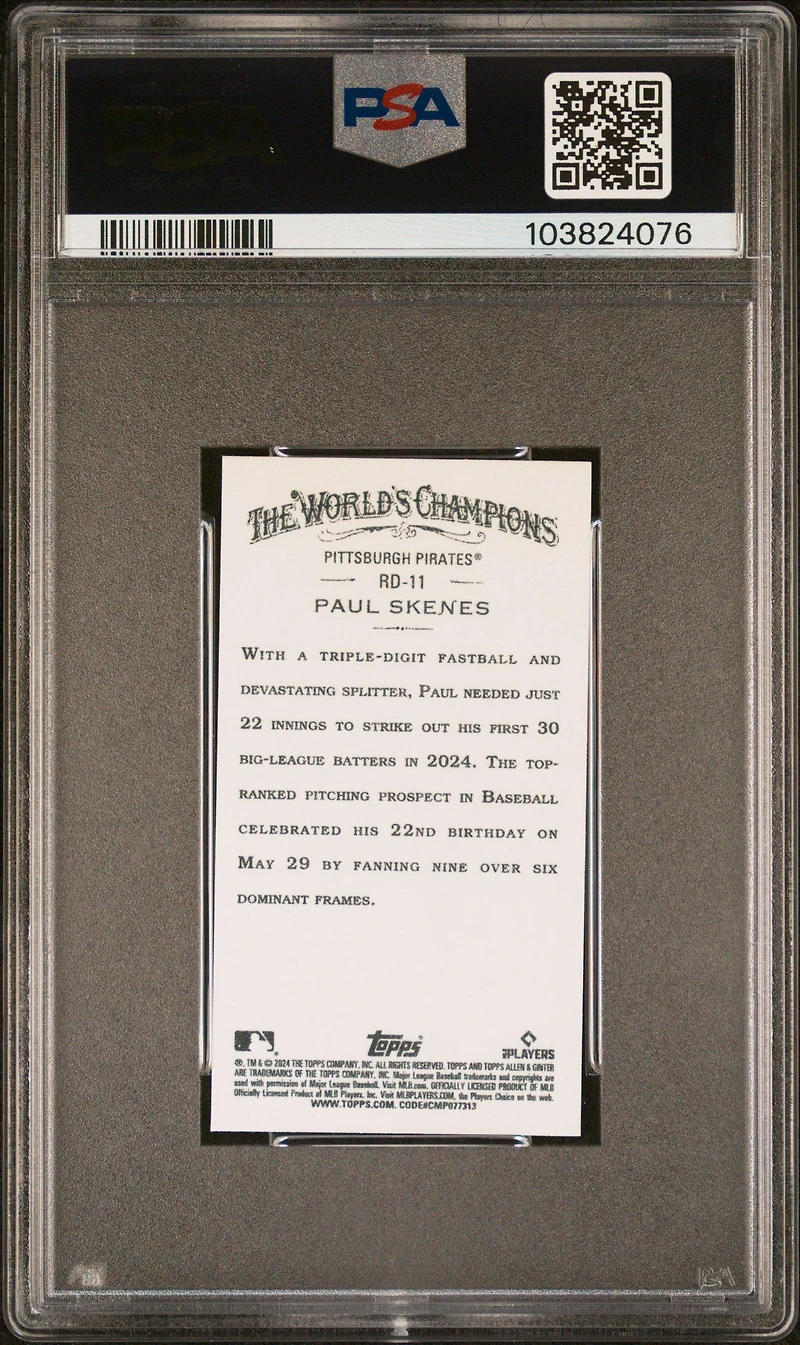 PSA
103824076
THE WORLD'S CHAMPIONS
PITTSBURGH PIRATES®
RD-11
PAUL SKENES
WITH A TRIPLE-DIGIT FASTBALL AND
DEVASTATING SPLITTER, PAUL NEEDED JUST
22 INNINGS TO STRIKE OUT HIS FIRST 30
BIG-LEAGUE BATTERS IN 2024. THE TOP-
RANKED PITCHING PROSPECT IN BASEBALL
CELEBRATED HIS 22ND BIRTHDAY ON
MAY 29 BY FANNING NINE OVER SIX
DOMINANT FRAMES.
Topps® PLAYERS
®, TM & © 2024 THE TOPPS COMPANY, INC. ALL RIGHTS RESERVED. TOPPS AND TOPPS ALLEN & GINTER
ARE TRADEMARKS OF THE TOPPS COMPANY, INC. Major League Baseball trademarks and copyrights are
used with permission of Major League Baseball. Visit MLB.com. OFFICIALLY LICENSED PRODUCT OF MLB
Officially Licensed Product of MLB Players, Inc. Visit MLBPLAYERS.COM, the Players Choice on the web.
WWW.TOPPS.COM. CODE#CMP077313